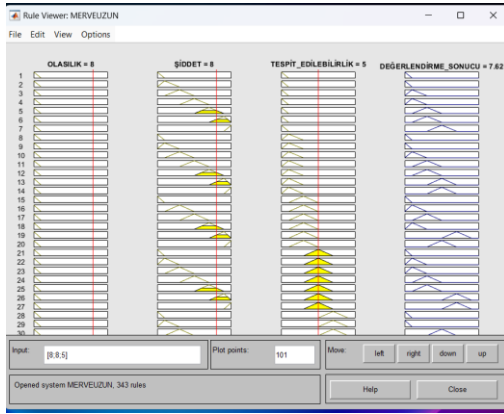 Rule Viewer: MERVEUZUN
File Edit View Options
OLASILIK = 8
ŞİDDET = 8
TESPİT_EDİLEBİLİRLİK = 5
DEĞERLENDİRME_SONUCU = 7.62
1
2
3
4
5
6
7
8
9
10
11
12
13
14
15
16
17
18
19
20
21
22
23
24
25
26
27
28
29
30
Input: [8;8;5]
Plot points: 101
Move: left right down up
Opened system MERVEUZUN, 343 rules
Help Close